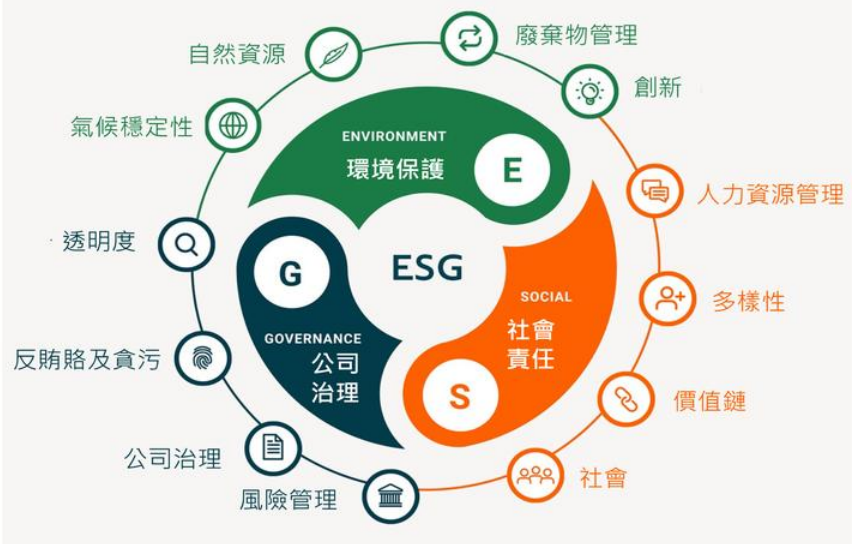 廢棄物管理
自然資源
創新
氣候穩定性
ENVIRONMENT
環境保護
E
人力資源管理
透明度
G
ESG
SOCIAL
社會
責任
多樣性
GOVERNANCE
公司
治理
反賄賂及貪污
S
價值鏈
公司治理
社會
風險管理